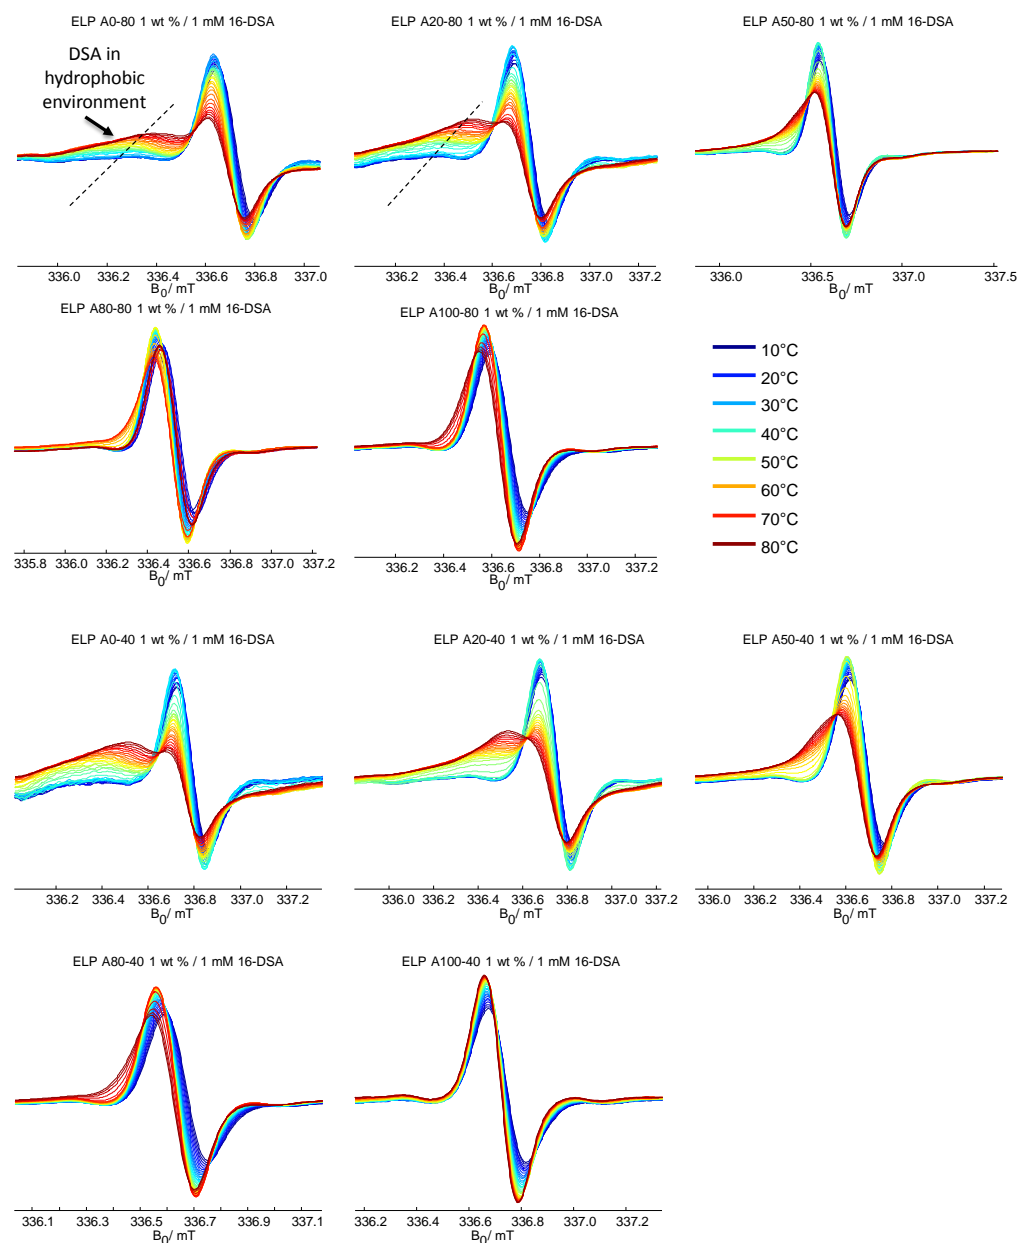 ELP A0-80 1 wt % / 1 mM 16-DSA
DSA in
hydrophobic
environment
336.0 336.2 336.4 336.6 336.8 337.0
B0/ mT
ELP A20-80 1 wt % / 1 mM 16-DSA
336.2 336.4 336.6 336.8 337.0 337.2
B0/ mT
ELP A50-80 1 wt % / 1 mM 16-DSA
336.0 336.5 337.0 337.5
B0/ mT
ELP A80-80 1 wt % / 1 mM 16-DSA
335.8 336.0 336.2 336.4 336.6 336.8 337.0 337.2
B0/ mT
ELP A100-80 1 wt % / 1 mM 16-DSA
336.2 336.4 336.6 336.8 337.0 337.2
B0/ mT
10°C
20°C
30°C
40°C
50°C
60°C
70°C
80°C
ELP A0-40 1 wt % / 1 mM 16-DSA
336.2 336.4 336.6 336.8 337.0 337.2
B0/ mT
ELP A20-40 1 wt % / 1 mM 16-DSA
336.0 336.2 336.4 336.6 336.8 337.0 337.2
B0/ mT
ELP A50-40 1 wt % / 1 mM 16-DSA
336.0 336.2 336.4 336.6 336.8 337.0 337.2
B0/ mT
ELP A80-40 1 wt % / 1 mM 16-DSA
336.1 336.3 336.5 336.7 336.9 337.1
B0/ mT
ELP A100-40 1 wt % / 1 mM 16-DSA
336.2 336.4 336.6 336.8 337.0 337.2
B0/ mT